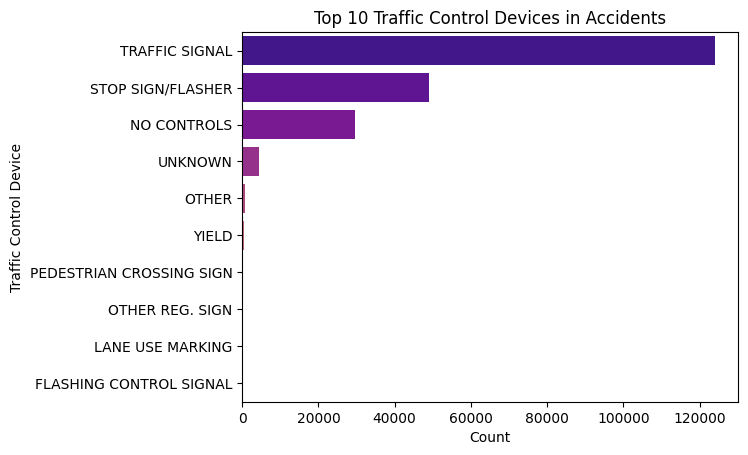 Top 10 Traffic Control Devices in Accidents
Traffic Control Device
TRAFFIC SIGNAL
STOP SIGN/FLASHER
NO CONTROLS
UNKNOWN
OTHER
YIELD
PEDESTRIAN CROSSING SIGN
OTHER REG. SIGN
LANE USE MARKING
FLASHING CONTROL SIGNAL
0 20000 40000 60000 80000 100000 120000
Count